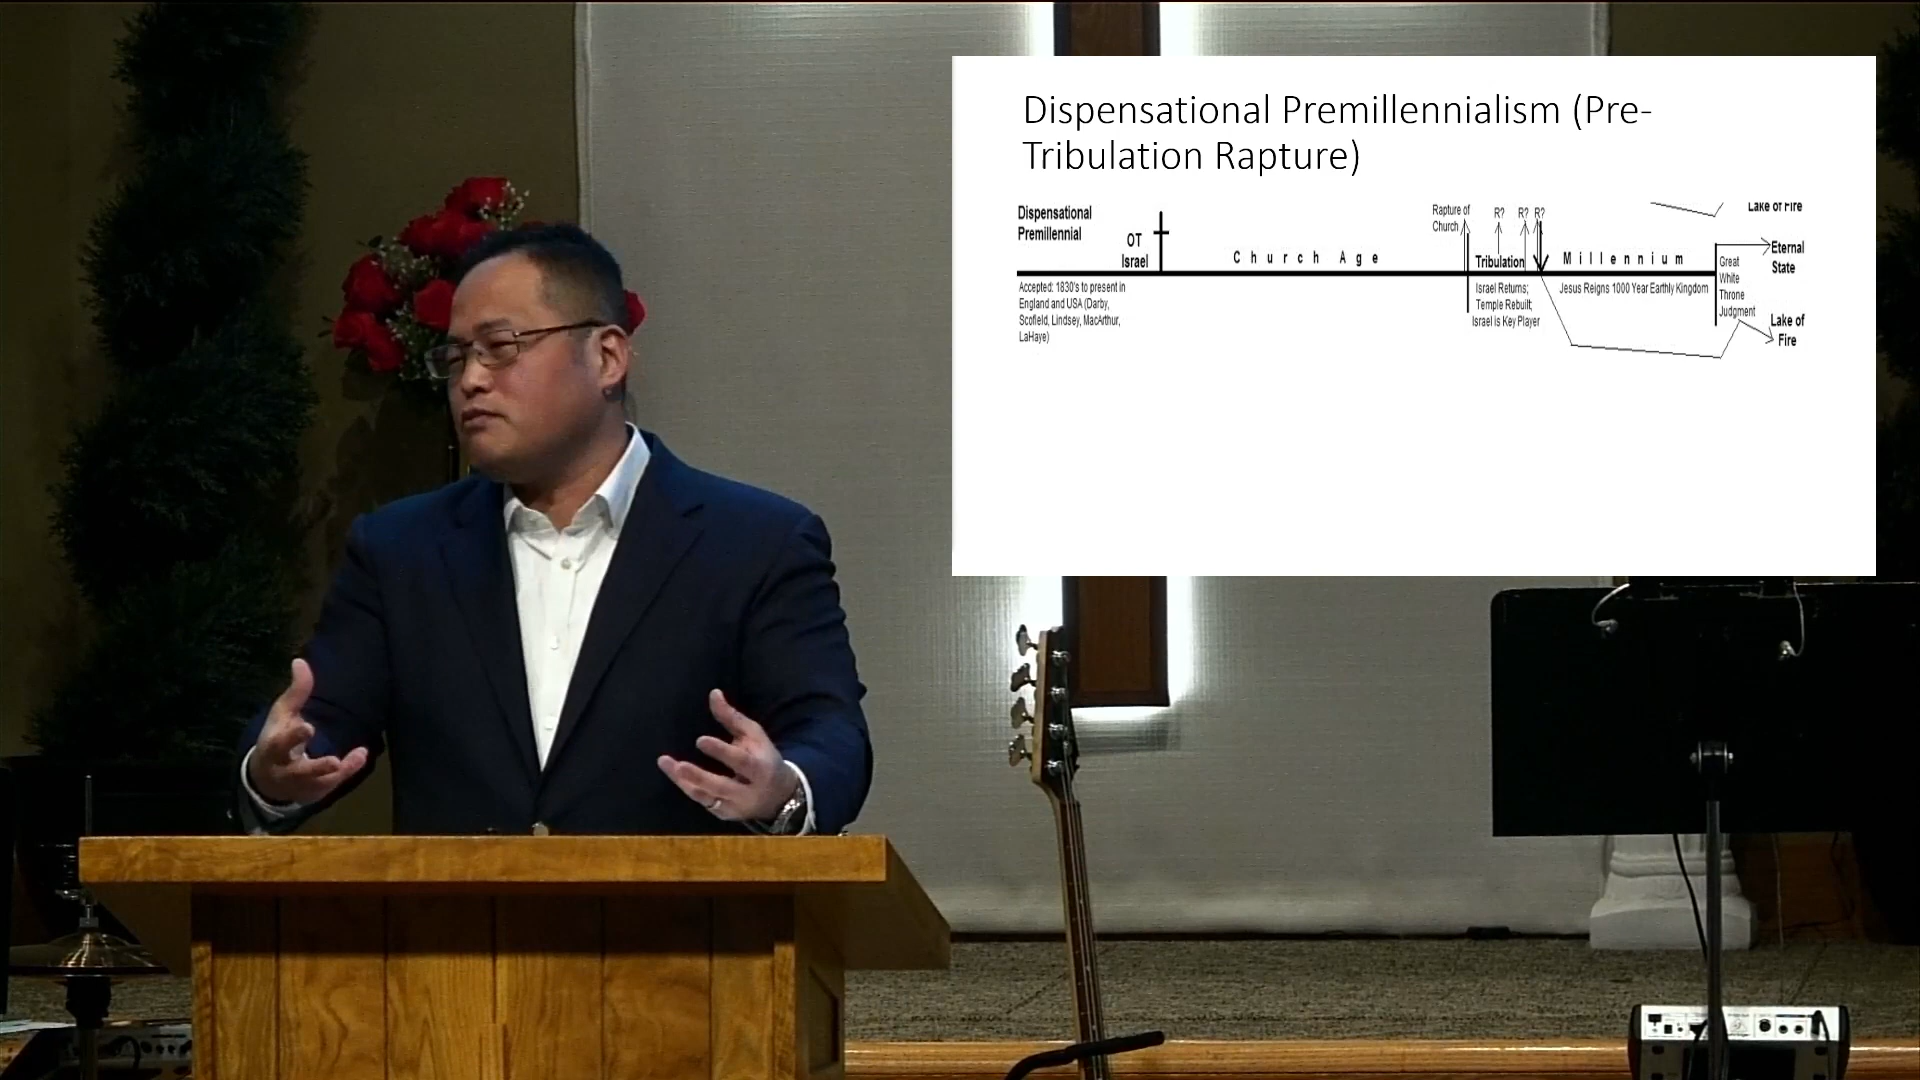 Dispensational Premillennialism (Pre-
Tribulation Rapture)
Dispensational
Premillennial
OT
Israel
Church Age
Rapture of
Church
R? R? R?
Tribulation
Millennium
Lake of Fire
Eternal
State
Great
White
Throne
Judgment
Lake of
Fire
Accepted: 1830's to present in
England and USA (Darby,
Scofield, Lindsey, MacArthur,
LaHaye)
Israel Returns;
Temple Rebuilt;
Israel is Key Player
Jesus Reigns 1000 Year Earthly Kingdom